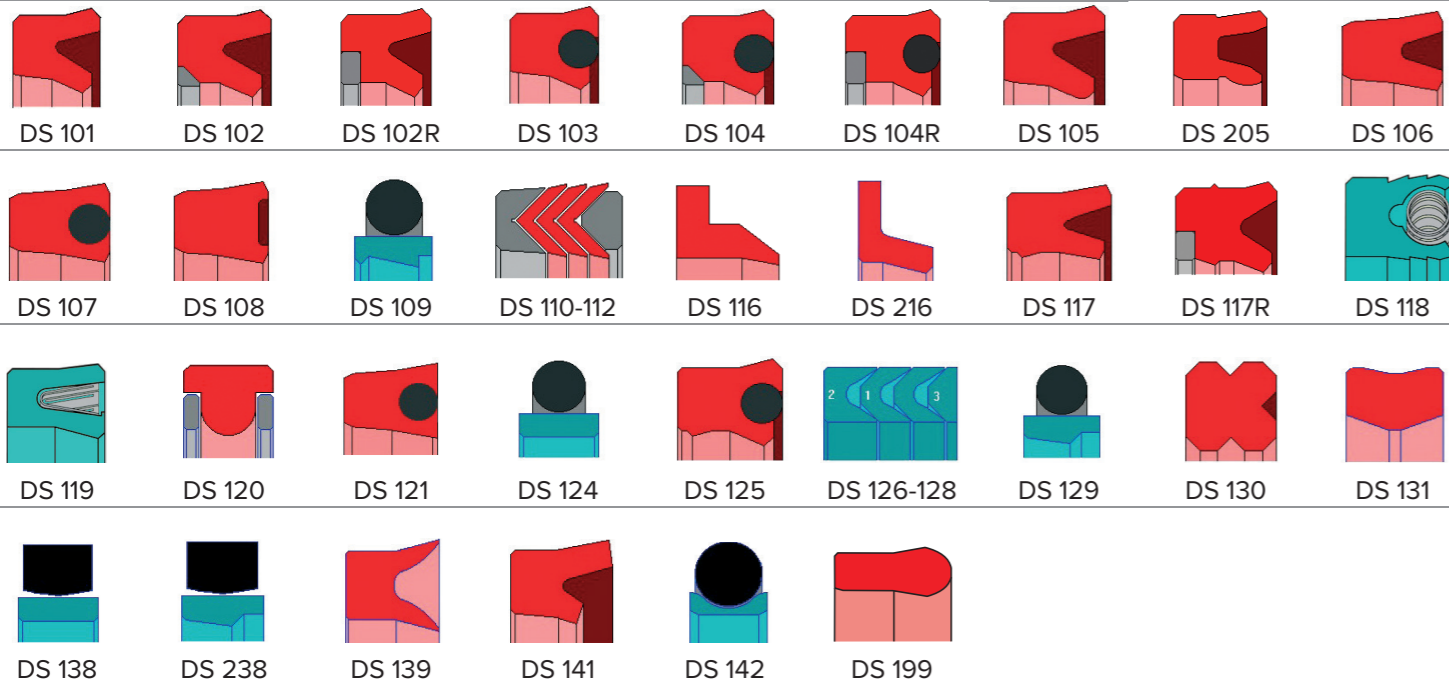 DS 101 DS 102 DS 102R DS 103 DS 104 DS 104R DS 105 DS 205 DS 106
DS 107 DS 108 DS 109 DS 110-112 DS 116 DS 216 DS 117 DS 117R DS 118
2 1 3
DS 119 DS 120 DS 121 DS 124 DS 125 DS 126-128 DS 129 DS 130 DS 131
DS 138 DS 238 DS 139 DS 141 DS 142 DS 199